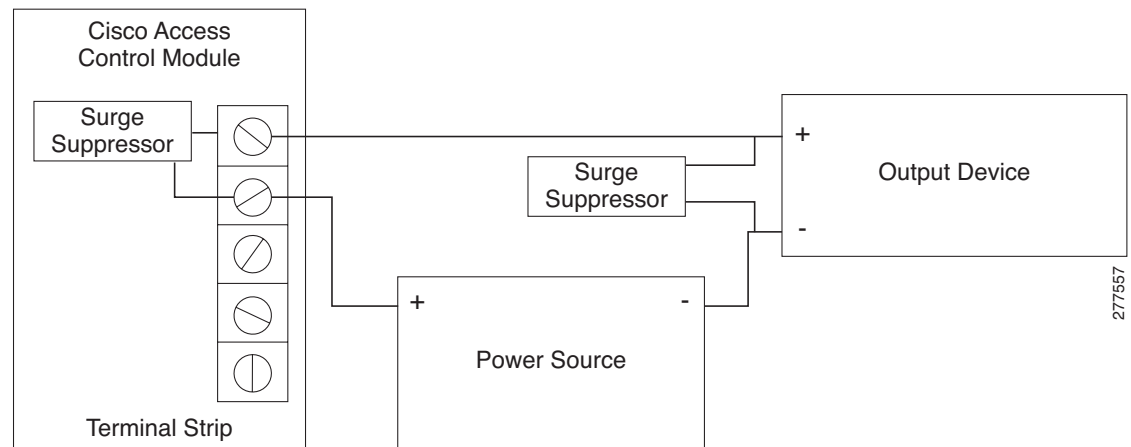 Cisco Access
Control Module
Surge
Suppressor
Surge
Suppressor
+
Output Device
-
+
-
Power Source
Terminal Strip
277557